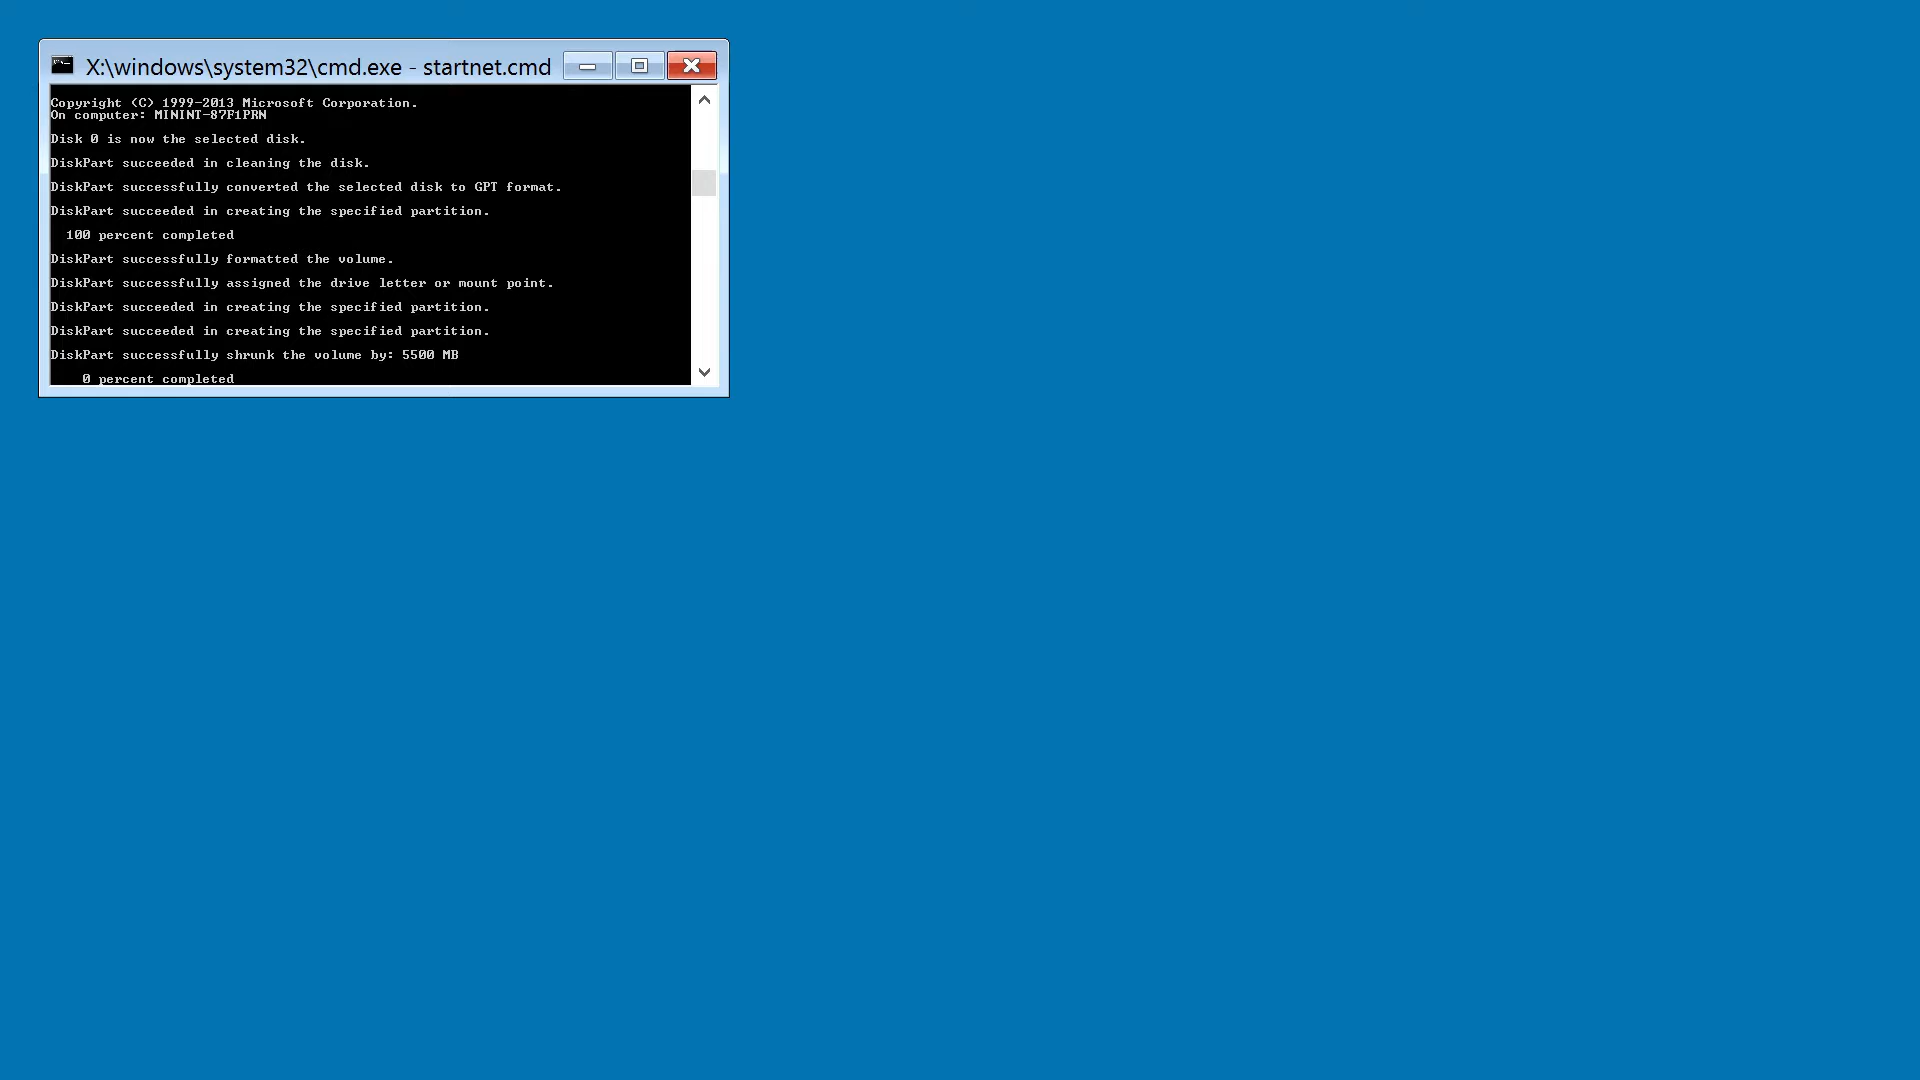 X:\windows\system32\cmd.exe - startnet.cmd
Copyright (C) 1999-2013 Microsoft Corporation.
On computer: MININT-87F1PRN
Disk 0 is now the selected disk.
DiskPart succeeded in cleaning the disk.
DiskPart successfully converted the selected disk to GPT format.
DiskPart succeeded in creating the specified partition.
100 percent completed
DiskPart successfully formatted the volume.
DiskPart successfully assigned the drive letter or mount point.
DiskPart succeeded in creating the specified partition.
DiskPart succeeded in creating the specified partition.
DiskPart successfully shrunk the volume by: 5500 MB
0 percent completed